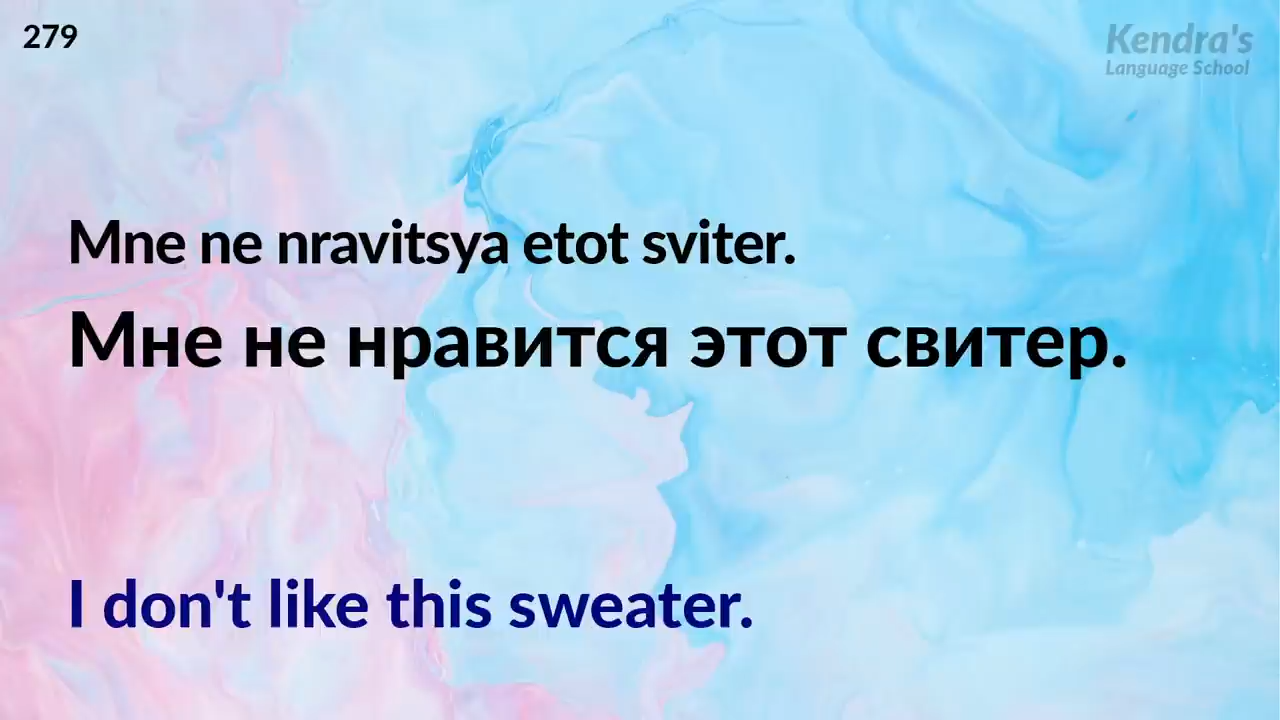 279
Kendra's
Language School
Mne ne nravitsya etot sviter.
Мне не нравится этот свитер.
I don't like this sweater.